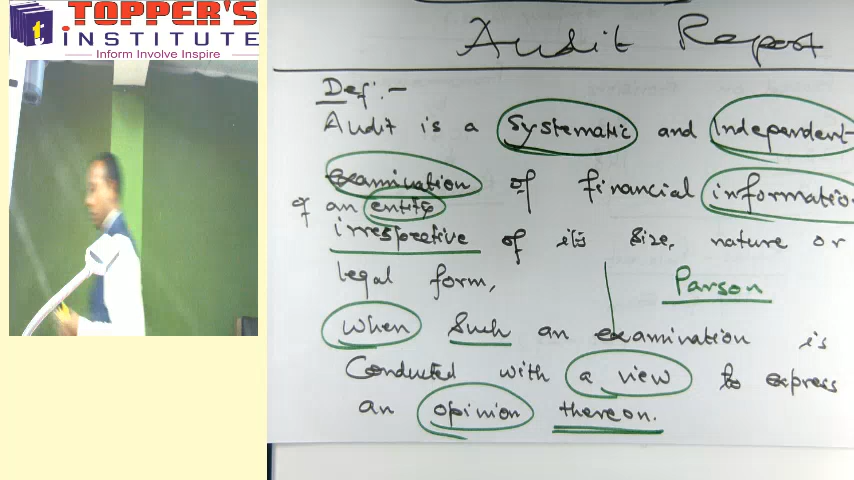 TOPPER'S
INSTITUTE
Inform Involve Inspire
Audit Report
Def:-
Audit is a systematic and Independent
examination of financial information
of an entity
irrespective of its size, nature or
legal form,
Parson
When such an examination is
Conducted with a view to express
an opinion thereon.